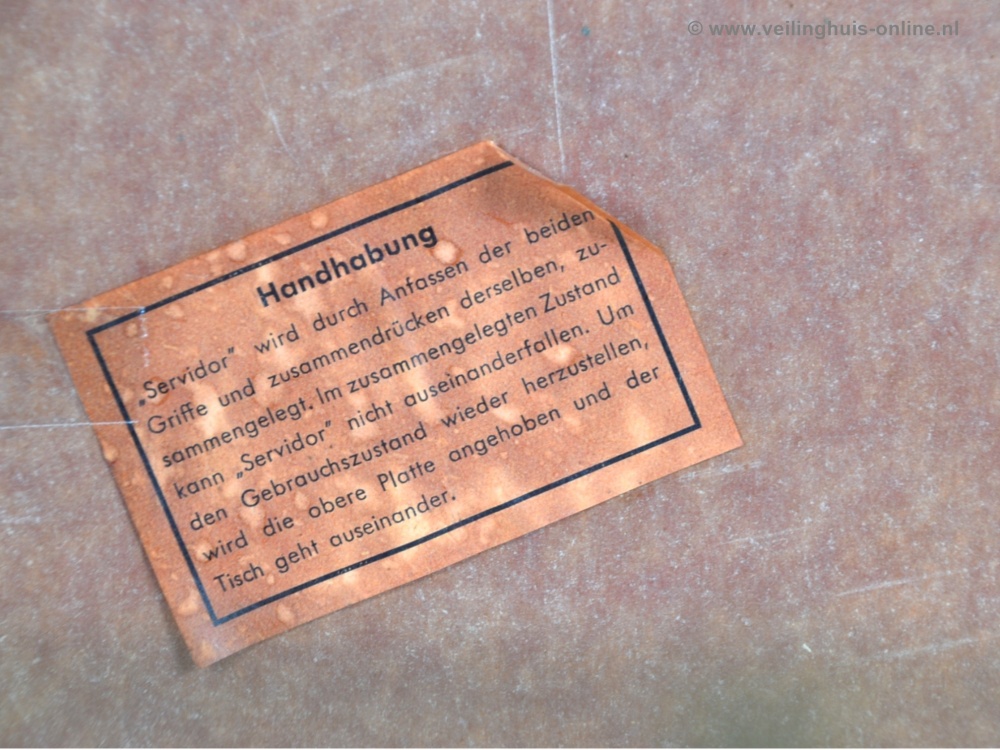 © www.veilinghuis-online.nl
Handhabung
„Servidor” wird durch Anfassen der beiden
Griffe und zusammendrücken derselben, zu-
sammengelegt. Im zusammengelegten Zustand
kann „Servidor” nicht auseinanderfallen. Um
den Gebrauchszustand wieder herzustellen,
wird die obere Platte angehoben und der
Tisch geht auseinander.